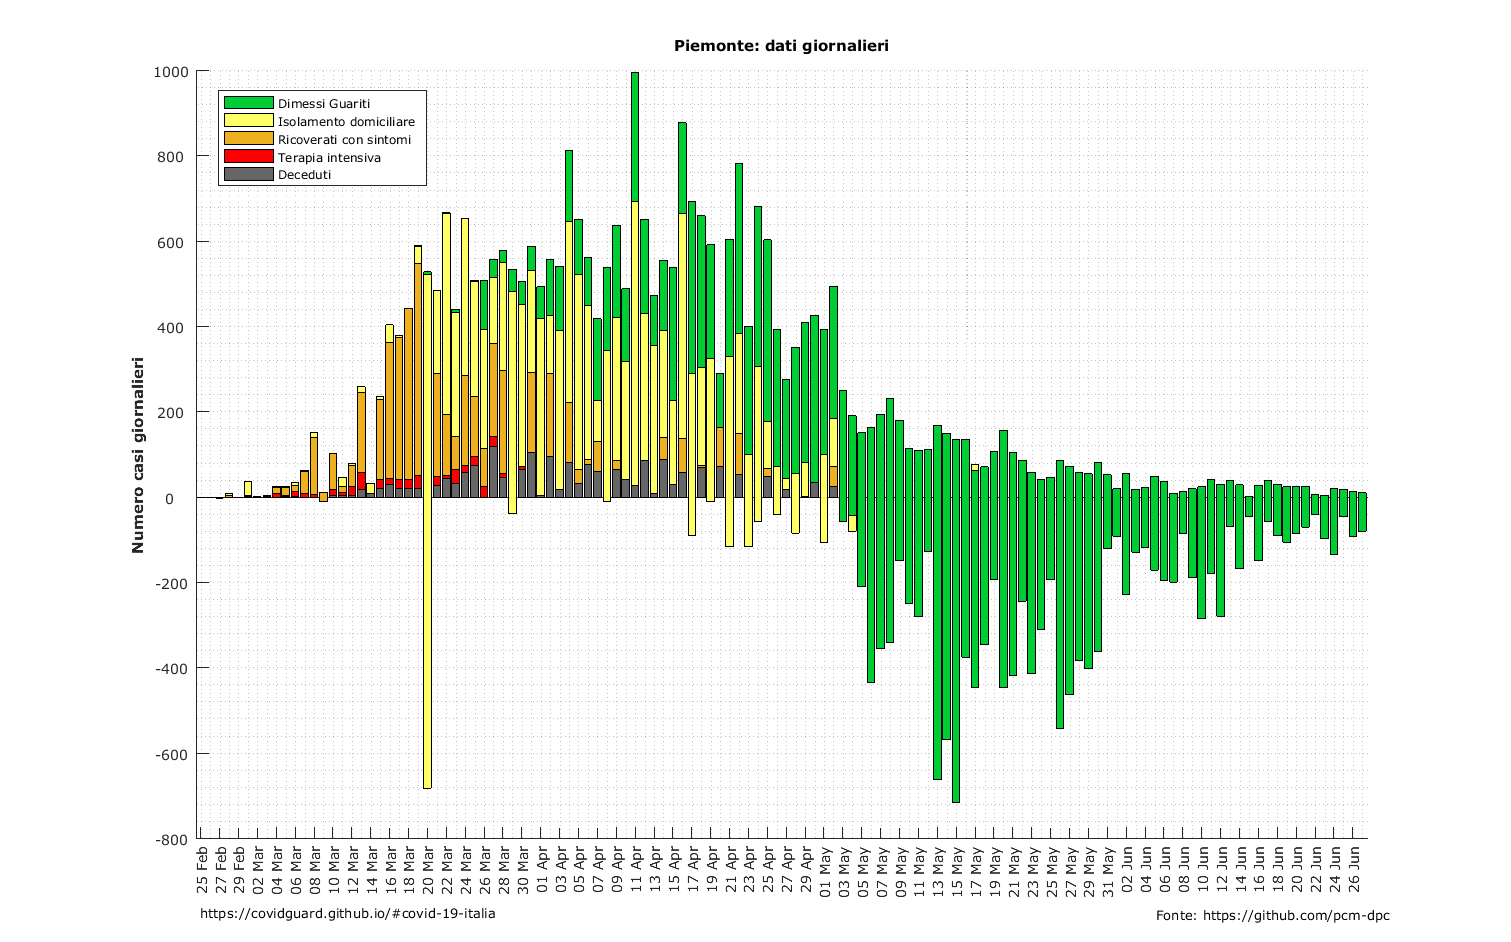 Piemonte: dati giornalieri
1000
800
600
400
200
0
-200
-400
-600
-800
Numero casi giornalieri
Dimessi Guariti
Isolamento domiciliare
Ricoverati con sintomi
Terapia intensiva
Deceduti
25 Feb
27 Feb
29 Feb
02 Mar
04 Mar
06 Mar
08 Mar
10 Mar
12 Mar
14 Mar
16 Mar
18 Mar
20 Mar
22 Mar
24 Mar
26 Mar
28 Mar
30 Mar
01 Apr
03 Apr
05 Apr
07 Apr
09 Apr
11 Apr
13 Apr
15 Apr
17 Apr
19 Apr
21 Apr
23 Apr
25 Apr
27 Apr
29 Apr
01 May
03 May
05 May
07 May
09 May
11 May
13 May
15 May
17 May
19 May
21 May
23 May
25 May
27 May
29 May
31 May
02 Jun
04 Jun
06 Jun
08 Jun
10 Jun
12 Jun
14 Jun
16 Jun
18 Jun
20 Jun
22 Jun
24 Jun
26 Jun
https://covidguard.github.io/#covid-19-italia
Fonte: https://github.com/pcm-dpc